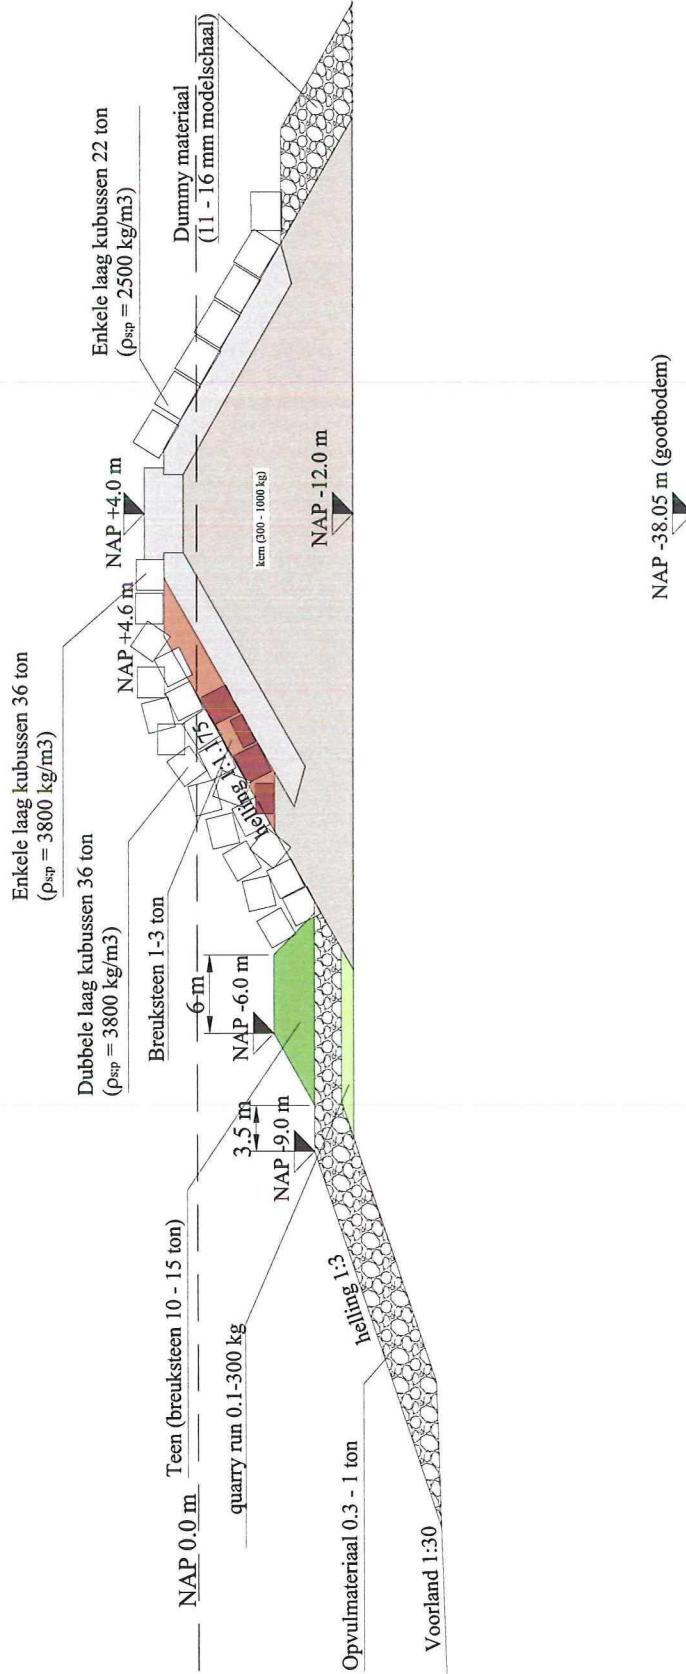 Enkele laag kubussen 36 ton
(ρs;p = 3800 kg/m3)
Dubbele laag kubussen 36 ton
(ρs;p = 3800 kg/m3)
Breuksteen 1-3 ton
Enkele laag kubussen 22 ton
(ρs;p = 2500 kg/m3)
Dummy materiaal
(11 - 16 mm modelschaal)
NAP +4.0 m
NAP +4.6 m
Teen (breuksteen 10 - 15 ton)
NAP 0.0 m
6 m
NAP -6.0 m
helling 1:1.175
kern (300 - 1000 kg)
3.5 m
NAP -9.0 m
quarry run 0.1-300 kg
NAP -12.0 m
helling 1:3
Opvulmateriaal 0.3 - 1 ton
Voorland 1:30
NAP -38.05 m (gootbodem)